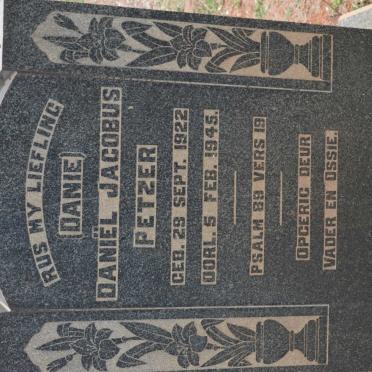 RUS MY LIEFLING
(DANIE)
DANIËL JACOBUS
PETZER
GEB. 29 SEPT. 1922
OORL. 5 FEB. 1945.
PSALM 89 VERS 19
OPGERIG DEUR
VADER EN OSSIE.